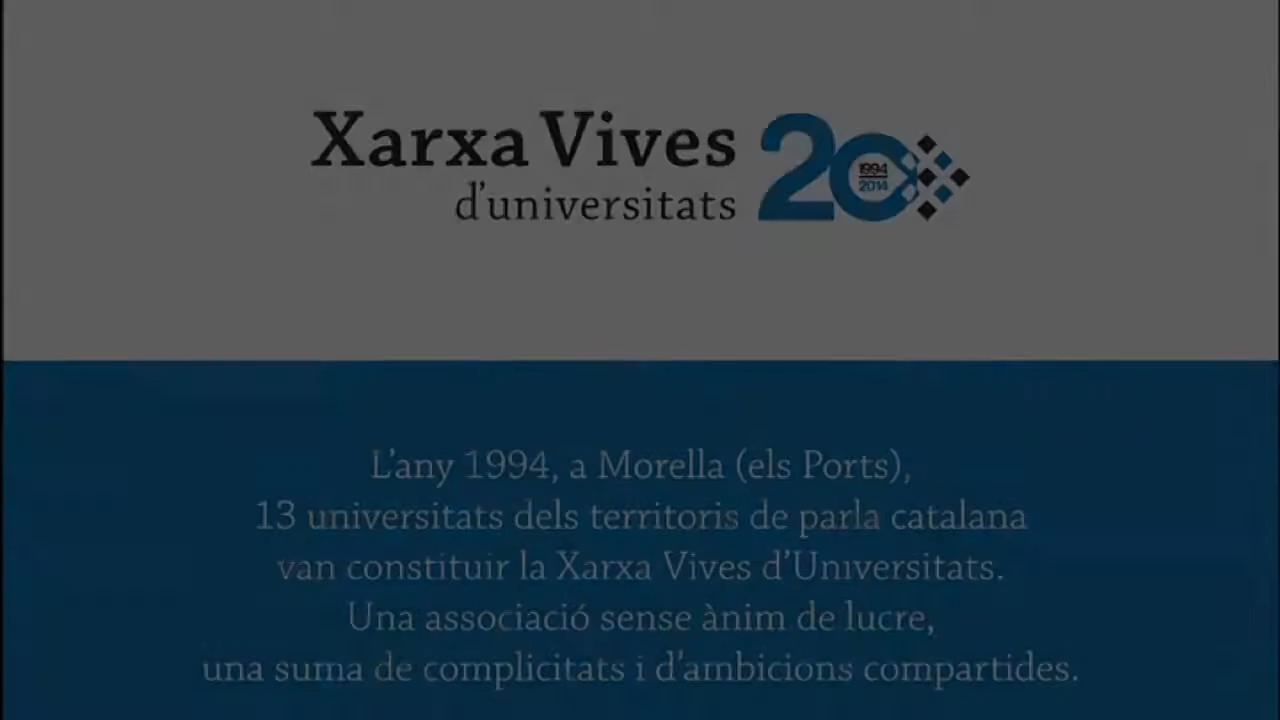 Xarxa Vives
d'universitats
20
1994
2014
L'any 1994, a Morella (els Ports),
13 universitats dels territoris de parla catalana
van constituir la Xarxa Vives d'Universitats.
Una associació sense ànim de lucre,
una suma de complicitats i d'ambicions compartides.